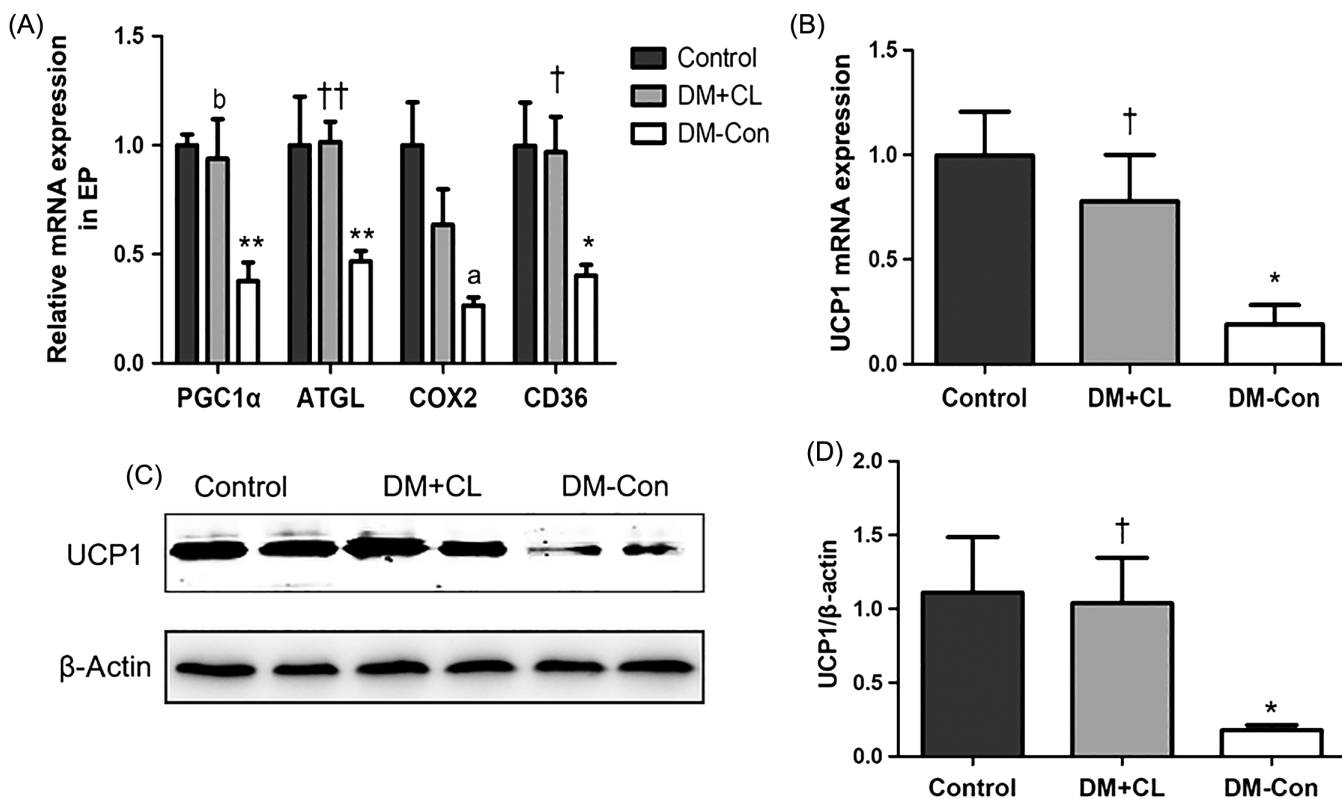 (A)
Relative mRNA expression
in EP
1.5
1.0
0.5
0.0
b
**
††
**
a
†
*
PGC1α ATGL COX2 CD36
Control
DM+CL
DM-Con
(B)
UCP1 mRNA expression
1.5
1.0
0.5
0.0
†
*
Control DM+CL DM-Con
(C)
Control DM+CL DM-Con
UCP1
β-Actin
(D)
UCP1/β-actin
2.0
1.5
1.0
0.5
0.0
†
*
Control DM+CL DM-Con